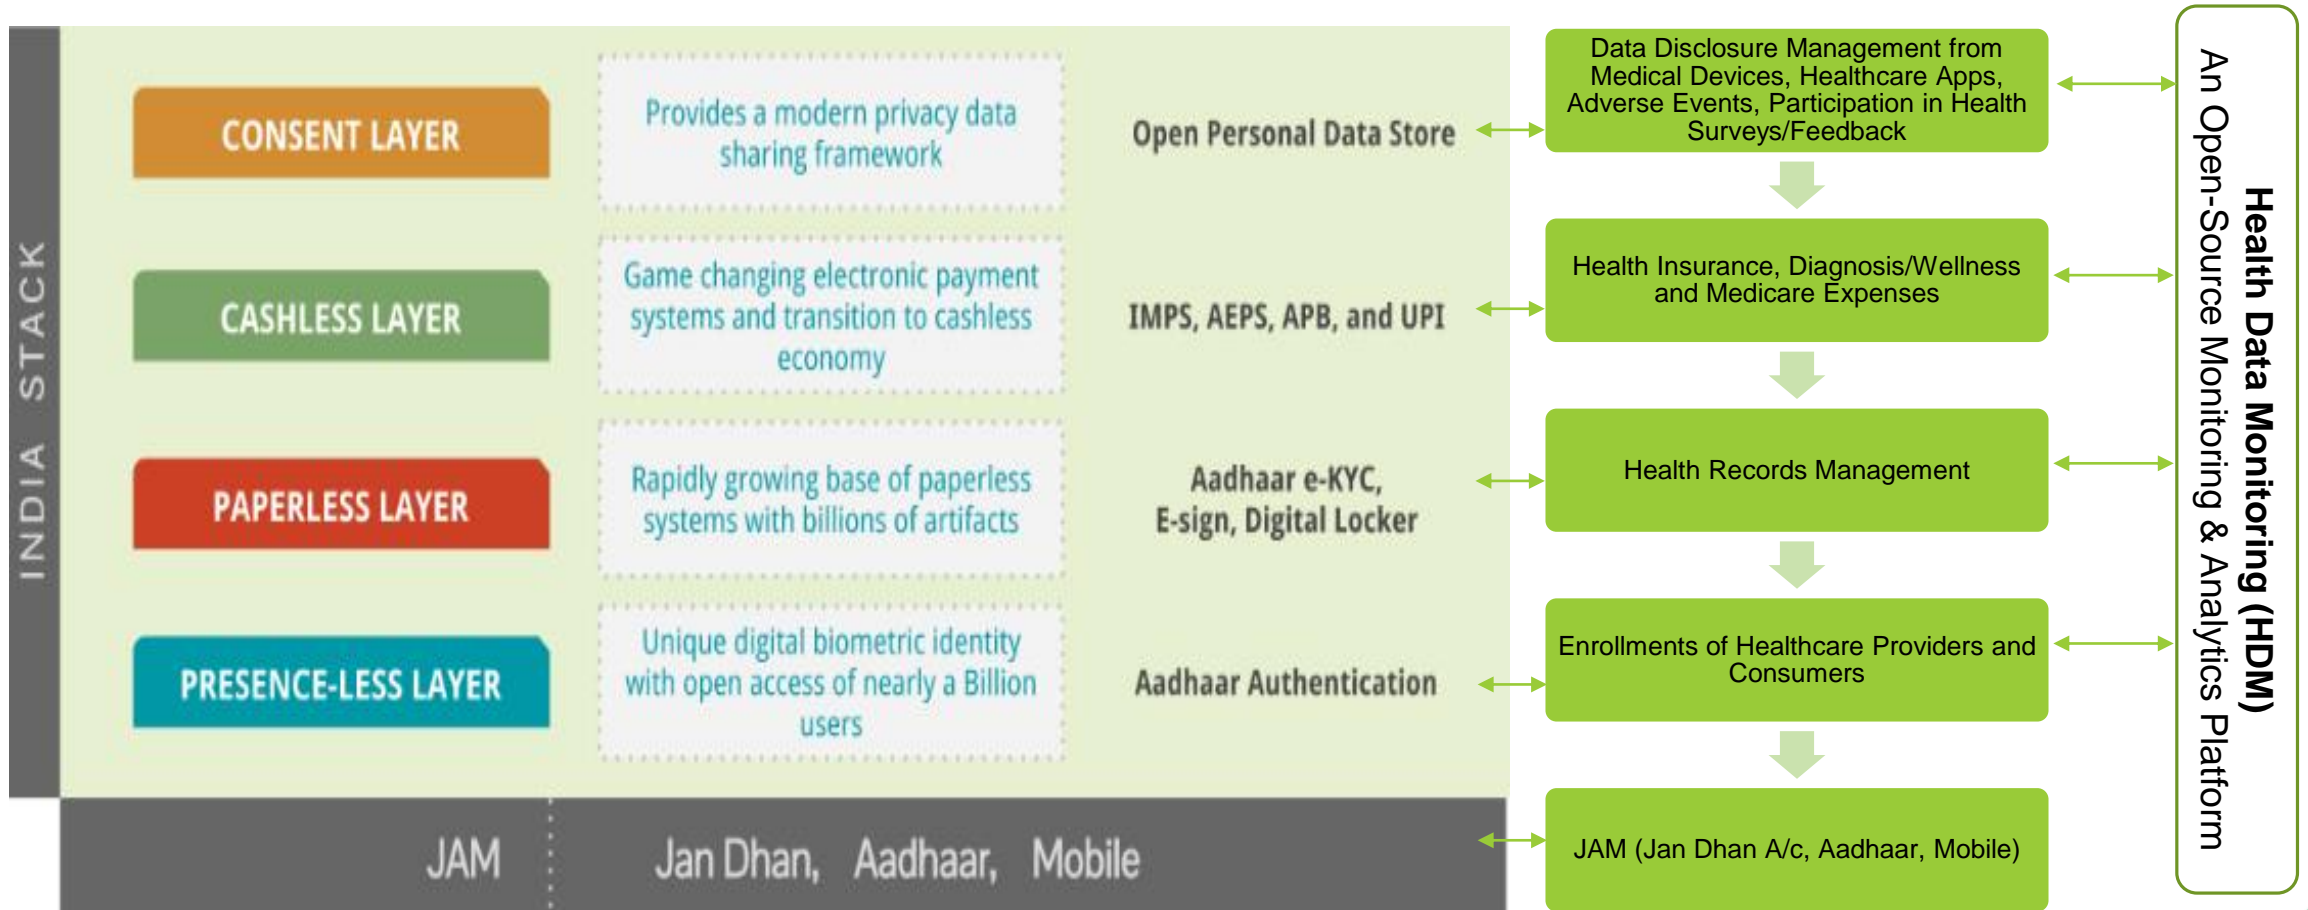 INDIA STACK
CONSENT LAYER
Provides a modern privacy data
sharing framework
Open Personal Data Store
CASHLESS LAYER
Game changing electronic payment
systems and transition to cashless
economy
IMPS, AEPS, APB, and UPI
PAPERLESS LAYER
Rapidly growing base of paperless
systems with billions of artifacts
Aadhaar e-KYC,
E-sign, Digital Locker
PRESENCE-LESS LAYER
Unique digital biometric identity
with open access of nearly a Billion
users
Aadhaar Authentication
JAM
Jan Dhan, Aadhaar, Mobile
Data Disclosure Management from
Medical Devices, Healthcare Apps,
Adverse Events, Participation in Health
Surveys/Feedback
Health Insurance, Diagnosis/Wellness
and Medicare Expenses
Health Records Management
Enrollments of Healthcare Providers and
Consumers
JAM (Jan Dhan A/c, Aadhaar, Mobile)
Health Data Monitoring (HDM)
An Open-Source Monitoring & Analytics Platform